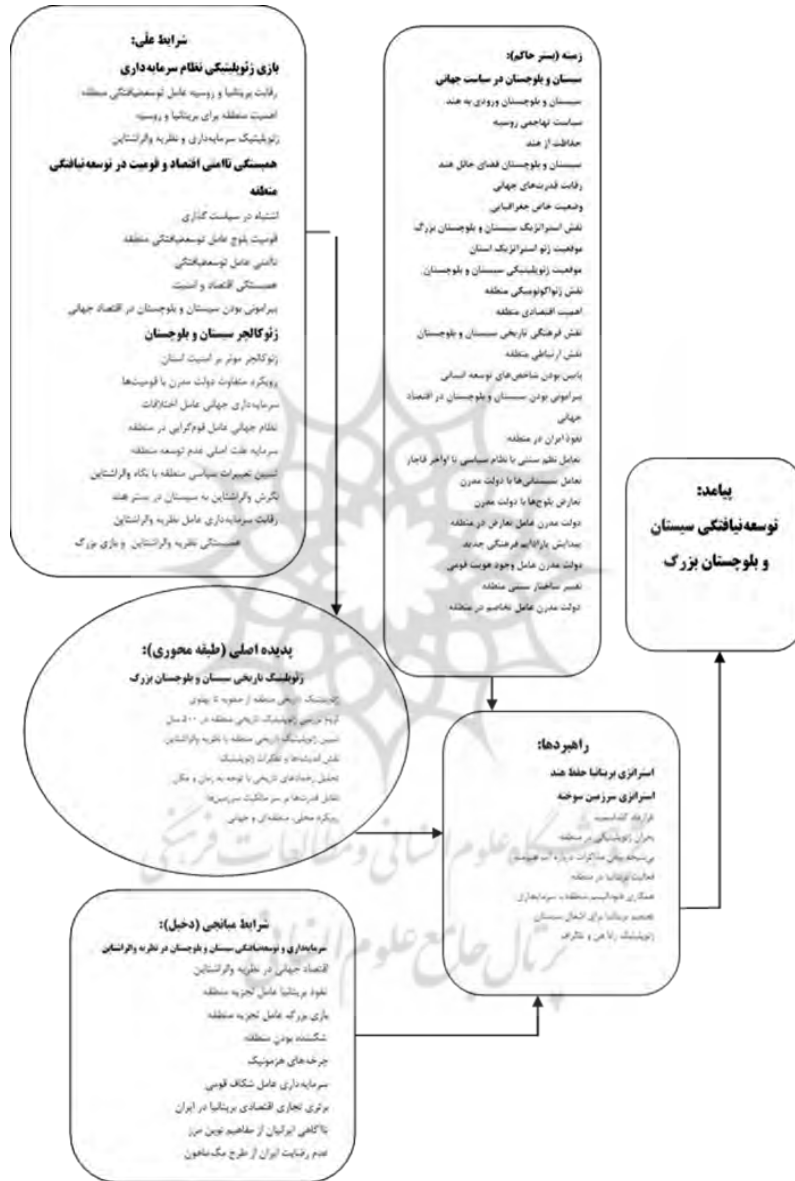 شرایط علّی:
بازی ژئوپلیتیکی نظام سرمایه‌داری
رقابت بریتانیا و روسیه عامل توسعه‌نیافتگی منطقه
اهمیت منطقه برای بریتانیا و روسیه
ژئوپلیتیک سرمایه‌داری و نظریه والراشتاین
همبستگی ناامنی اقتصاد و قومیت در توسعه‌نیافتگی
منطقه
اشتباه در سیاست گذاری
قومیت بلوچ عامل توسعه‌نیافتگی منطقه
ناامنی عامل توسعه‌نیافتگی
همبستگی اقتصاد و امنیت
پیرامونی بودن سیستان و بلوچستان در اقتصاد جهانی
ژئوکالچر سیستان و بلوچستان
ژئوکالچر موثر بر امنیت استان
رویکرد متفاوت دولت مدرن با قومیت‌ها
سرمایه‌داری جهانی عامل اختلافات
نظام جهانی عامل قوم‌گرایی در منطقه
سرمایه علت اصلی عدم توسعه منطقه
تبیین تغییرات سیاسی منطقه با نگاه والراشتاین
نگرش والراشتاین به سیستان در بستر هند
رقابت سرمایه‌داری عامل نظریه والراشتاین
همبستگی نظریه والراشتاین و بازی بزرگ
زمینه (بستر حاکم):
سیستان و بلوچستان در سیاست جهانی
سیستان و بلوچستان ورودی به هند
سیاست تهاجمی روسیه
حفاظت از هند
سیستان و بلوچستان فضای حائل هند
رقابت قدرت‌های جهانی
وضعیت خاص جغرافیایی
نقش استراتژیک سیستان و بلوچستان بزرگ
موقعیت ژئو استراتژیک استان
موقعیت ژئوپلیتیکی سیستان و بلوچستان
نقش ژئواکونومیکی منطقه
اهمیت اقتصادی منطقه
نقش فرهنگی تاریخی سیستان و بلوچستان
نقش ارتباطی منطقه
پایین بودن شاخص‌های توسعه انسانی
پیرامونی بودن سیستان و بلوچستان در اقتصاد
جهانی
نفوذ ایران در منطقه
تعامل نظم سنتی با نظام سیاسی تا اواخر قاجار
تعامل سیستانی‌ها با دولت مدرن
تعارض بلوچ‌ها با دولت مدرن
دولت مدرن عامل تعارض در منطقه
پیدایش پارادایم فرهنگی جدید
دولت مدرن عامل وجود هویت قومی
تغییر ساختار سنتی منطقه
دولت مدرن عامل تخاصم در منطقه
پیامد:
توسعه‌نیافتگی سیستان
و بلوچستان بزرگ
پدیده اصلی (طبقه محوری):
ژئوپلیتیک تاریخی سیستان و بلوچستان بزرگ
ژئوپلیتیک تاریخی منطقه از صفویه تا پهلوی
لزوم بررسی ژئوپلیتیک تاریخی منطقه در ۵۰۰ سال
تبیین ژئوپلیتیک تاریخی منطقه با نظریه والراشتاین
نقش اندیشه‌ها و تفکرات ژئوپلیتیک
تحلیل رخدادهای تاریخی با توجه به زمان و مکان
تقابل قدرت‌ها بر سر مالکیت سرزمین‌ها
رویکرد محلی، منطقه‌ای و جهانی
راهبردها:
استراتژی بریتانیا حفظ هند
استراتژی سرزمین سوخته
قرارداد گلداسمید
بحران ژئوپلیتیکی در منطقه
بی‌نتیجه بودن مذاکرات درباره آب هیرمند
فعالیت بریتانیا در منطقه
همکاری فئودالیسم منطقه با سرمایه‌داری
تصمیم بریتانیا برای اشغال سیستان
ژئوپلیتیک راه آهن و تلگراف
شرایط میانجی (دخیل):
سرمایه‌داری و توسعه‌نیافتگی سیستان و بلوچستان در نظریه والراشتاین
اقتصاد جهانی در نظریه والراشتاین
نفوذ بریتانیا عامل تجزیه منطقه
بازی بزرگ عامل تجزیه منطقه
شکننده بودن منطقه
چرخه‌های هژمونیک
سرمایه‌داری عامل شکاف قومی
برتری تجاری اقتصادی بریتانیا در ایران
ناآگاهی ایرانیان از مفاهیم نوین مرز
عدم رضایت ایران از طرح مک‌ماهون
پژوهشگاه علوم انسانی و مطالعات فرهنگی
پرتال جامع علوم انسانی